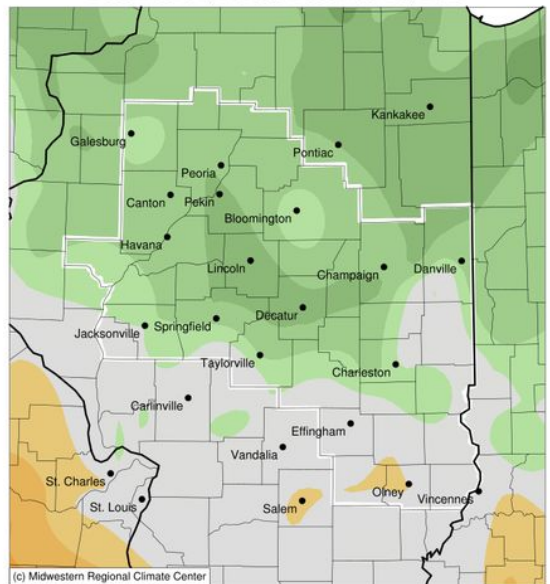 Kankakee
Galesburg
Pontiac
Peoria
Canton
Pekin
Bloomington
Havana
Lincoln
Champaign
Danville
Decatur
Jacksonville
Springfield
Taylorville
Charleston
Carlinville
Effingham
Vandalia
St. Charles
Olney
Vincennes
St. Louis
Salem
(c) Midwestern Regional Climate Center